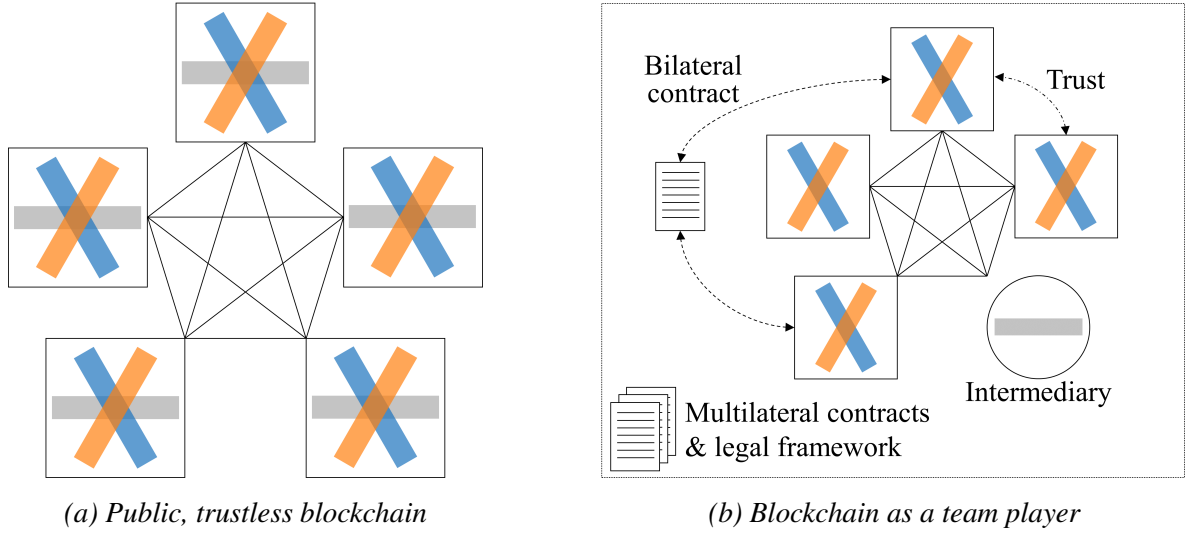 Bilateral
contract
Trust
Intermediary
Multilateral contracts
& legal framework
(a) Public, trustless blockchain
(b) Blockchain as a team player